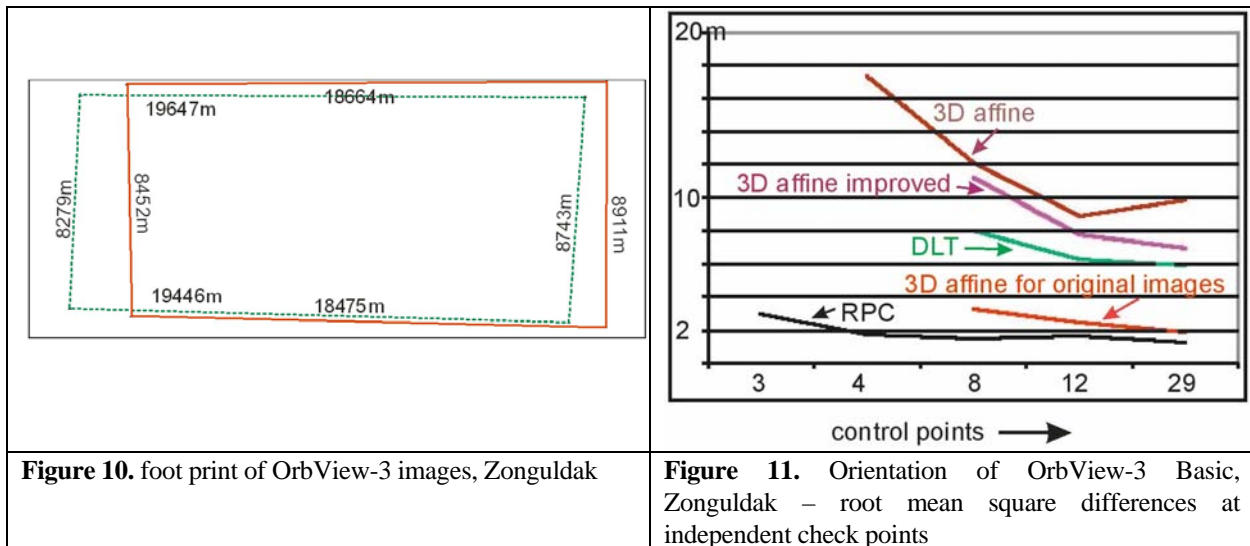 19647m
18664m
8279m
8452m
8743m
8911m
19446m
18475m
20m
3D affine
3D affine improved
10
DLT
3D affine for original images
RPC
2
3 4 8 12 29
control points
Figure 10. foot print of OrbView-3 images, Zonguldak
Figure 11. Orientation of OrbView-3 Basic,
Zonguldak – root mean square differences at
independent check points